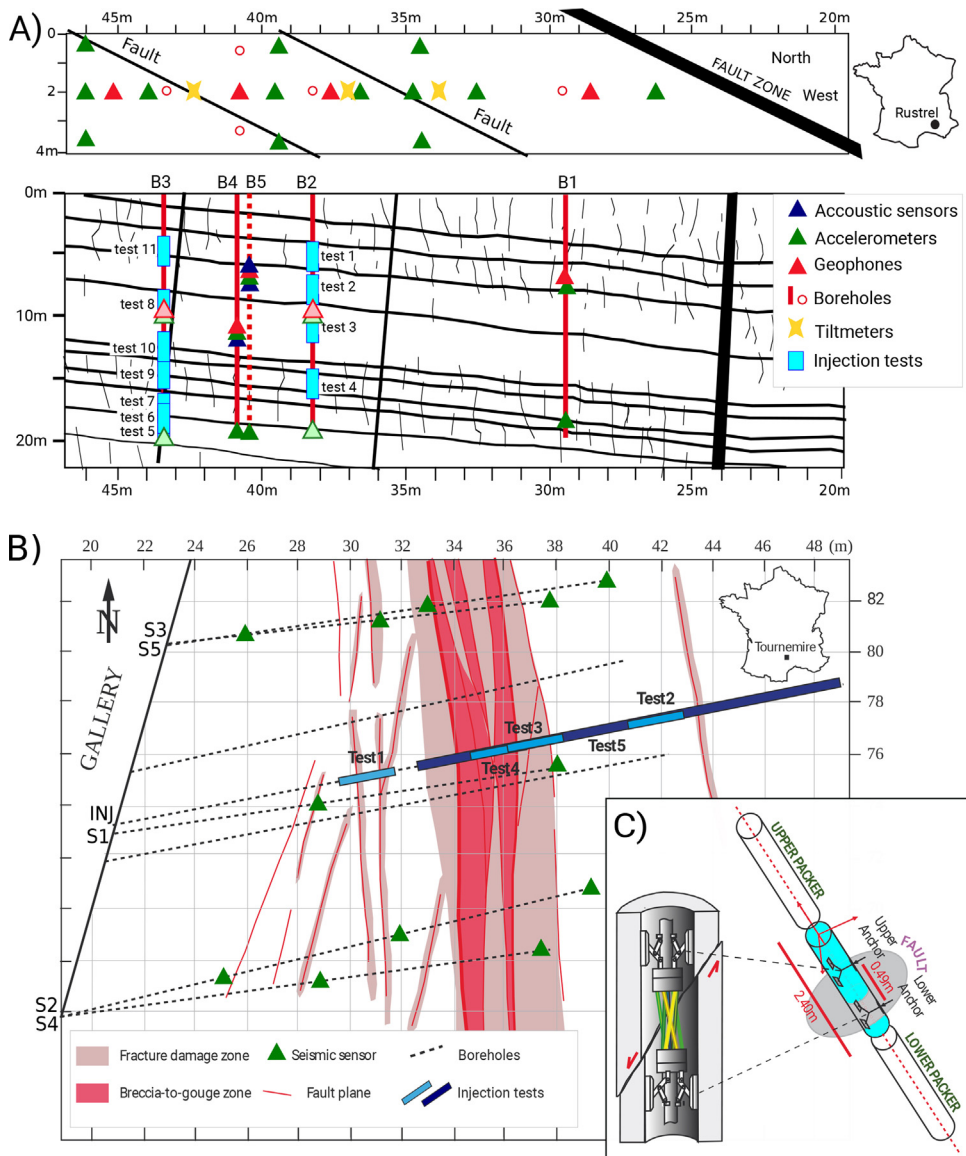 A)
45m 40m 35m 30m 25m 20m
0
2
4m
Fault
Fault
FAULT ZONE
North
West
Rustrel
B3 B4 B5 B2 B1
0m
10m
20m
test 11
test 8
test 10
test 9
test 7
test 6
test 5
test 1
test 2
test 3
test 4
45m 40m 35m 30m 25m 20m
Accoustic sensors
Accelerometers
Geophones
Boreholes
Tiltmeters
Injection tests
B)
20 22 24 26 28 30 32 34 36 38 40 42 44 46 48 (m)
82
80
78
76
N
GALLERY
S3
S5
INJ
S1
S2
S4
Tournemire
Test1
Test2
Test3
Test4
Test5
Fracture damage zone
Seismic sensor
Boreholes
Breccia-to-gouge zone
Fault plane
Injection tests
C)
UPPER PACKER
Upper
Anchor
FAULT
0.49m
Lower
Anchor
2.40m
LOWER PACKER